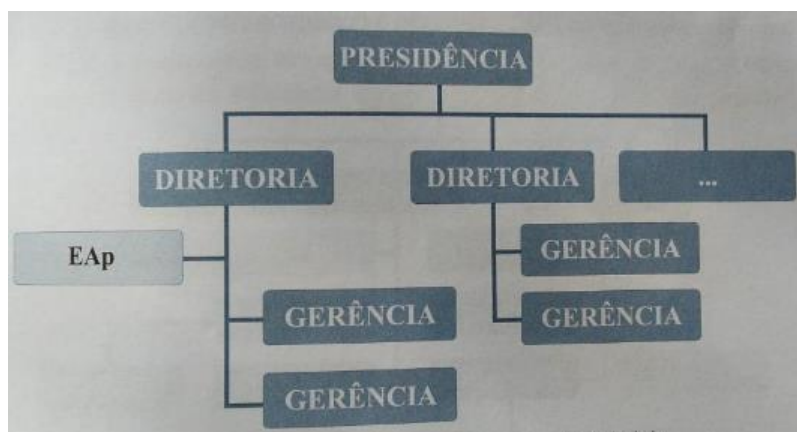 PRESIDÊNCIA
DIRETORIA
DIRETORIA
...
EAp
GERÊNCIA
GERÊNCIA
GERÊNCIA
GERÊNCIA